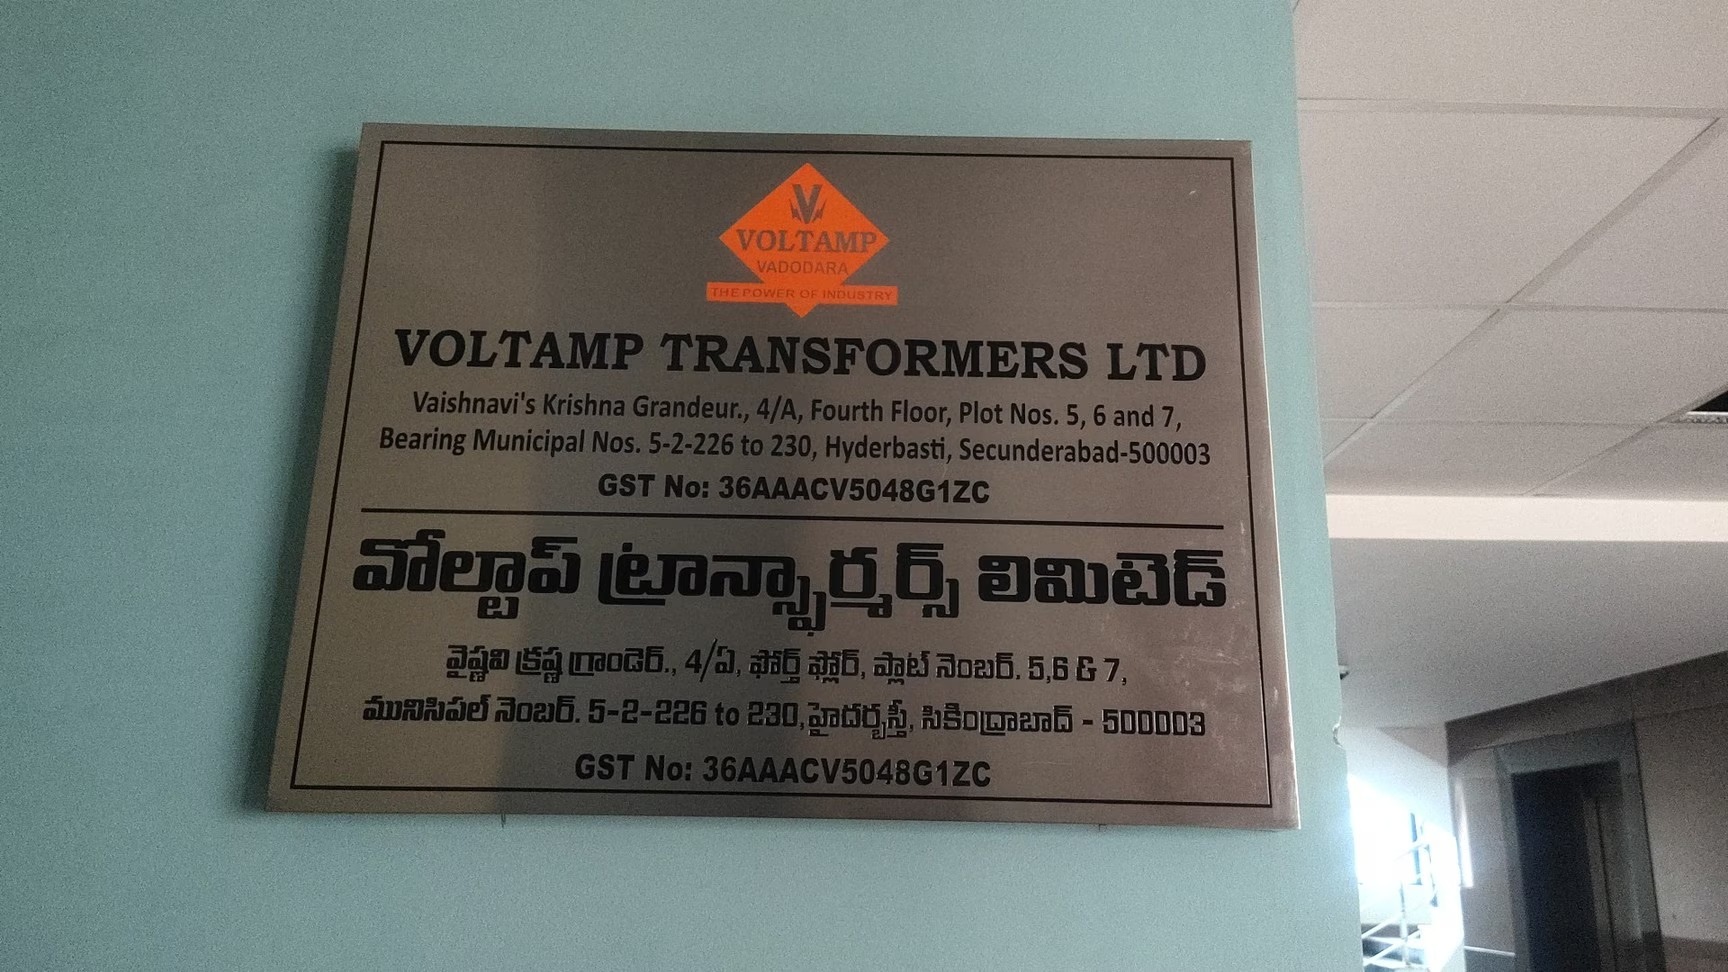 V
VOLTAMP
VADODARA
THE POWER OF INDUSTRY
VOLTAMP TRANSFORMERS LTD
Vaishnavi's Krishna Grandeur., 4/A, Fourth Floor, Plot Nos. 5, 6 and 7,
Bearing Municipal Nos. 5-2-226 to 230, Hyderbasti, Secunderabad-500003
GST No: 36AAACV5048G1ZC
వోల్టాప్ ట్రాన్స్ఫార్మర్స్ లిమిటెడ్
వైష్ణవి క్రష్ణ గ్రాండెర్., 4/ఏ, ఫోర్త్ ఫ్లోర్, ప్లాట్ నెంబర్. 5,6 & 7,
మునిసిపల్ నెంబర్. 5-2-226 to 230, హైదర్బస్తీ, సికింద్రాబాద్ - 500003
GST No: 36AAACV5048G1ZC